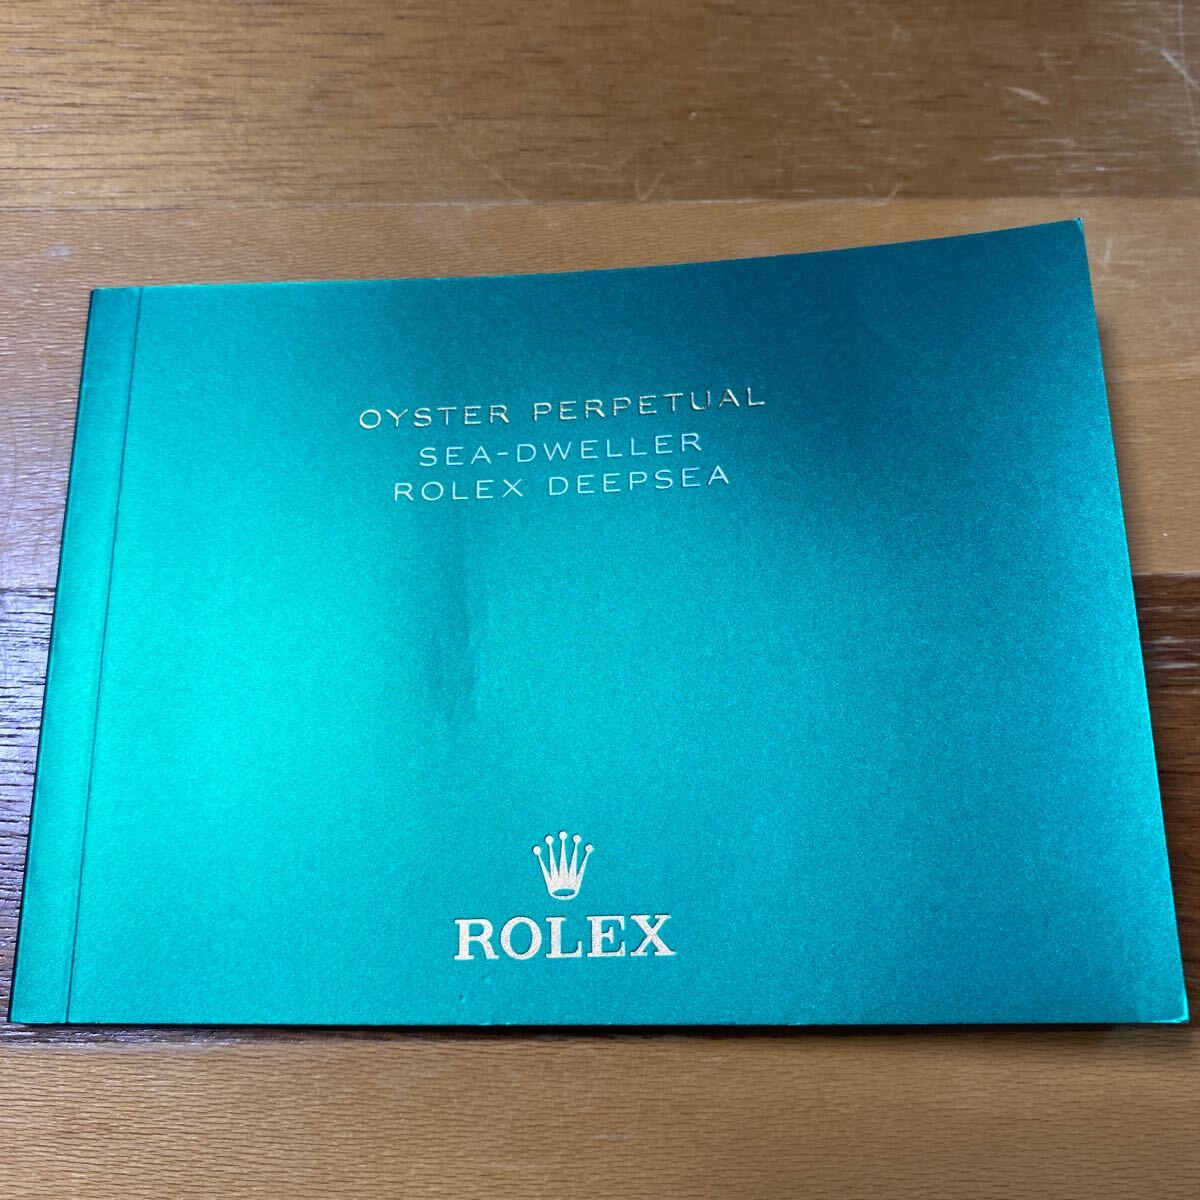 OYSTER PERPETUAL
SEA-DWELLER
ROLEX DEEPSEA
ROLEX